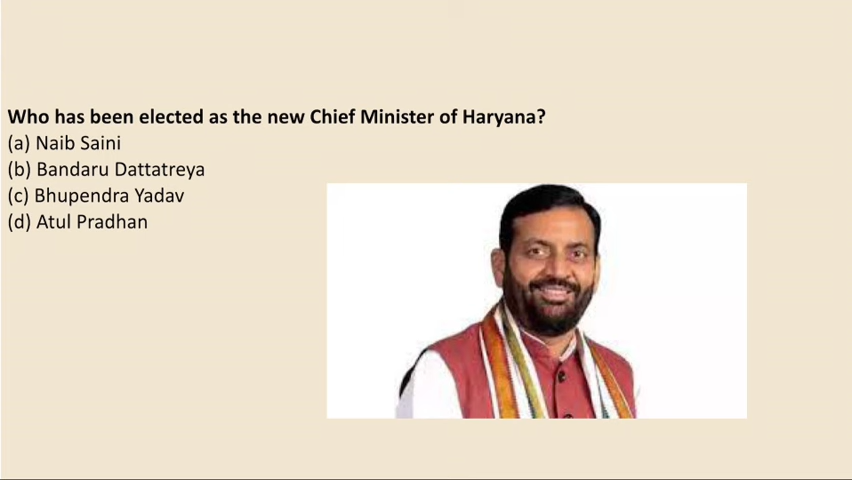 Who has been elected as the new Chief Minister of Haryana?
(a) Naib Saini
(b) Bandaru Dattatreya
(c) Bhupendra Yadav
(d) Atul Pradhan